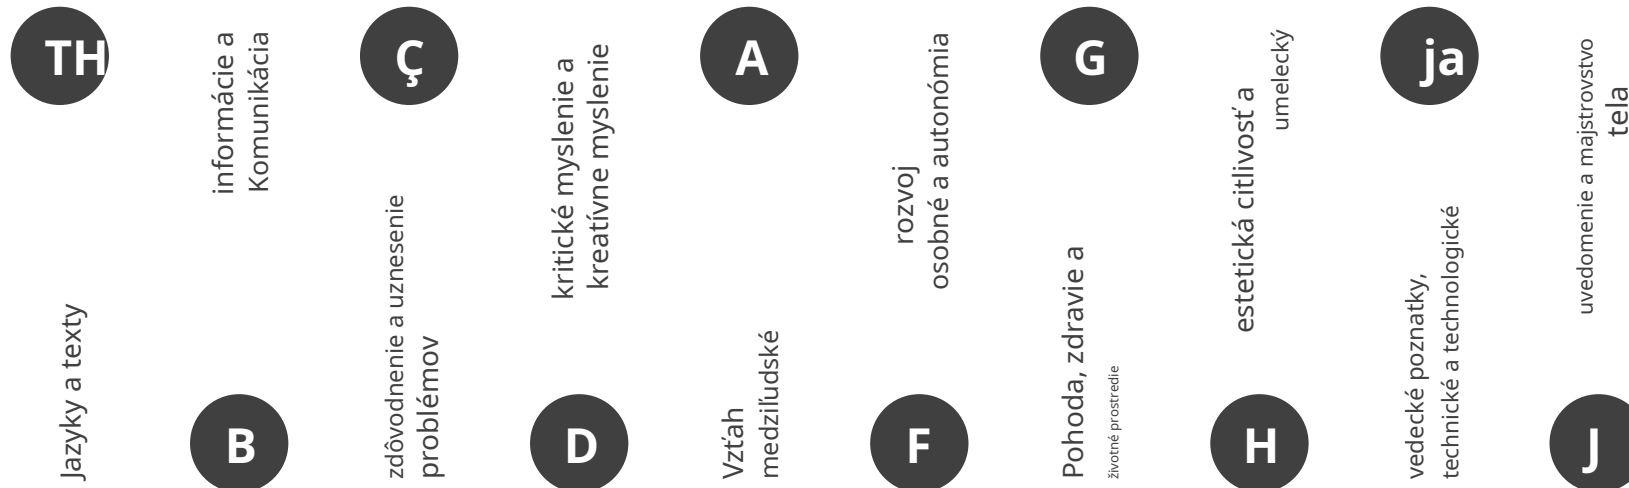 TH
Jazyky a texty
informácie a
Komunikácia
B
Ç
zdôvodnenie a uznesenie
problémov
kritické myslenie a
kreatívne myslenie
D
A
Vzťah
medziľudské
rozvoj
osobné a autonómia
F
G
Pohoda, zdravie a
životné prostredie
estetická citlivosť a
umelecký
H
ja
vedecké poznatky,
technické a technologické
uvedomenie a majstrovstvo
tela
J